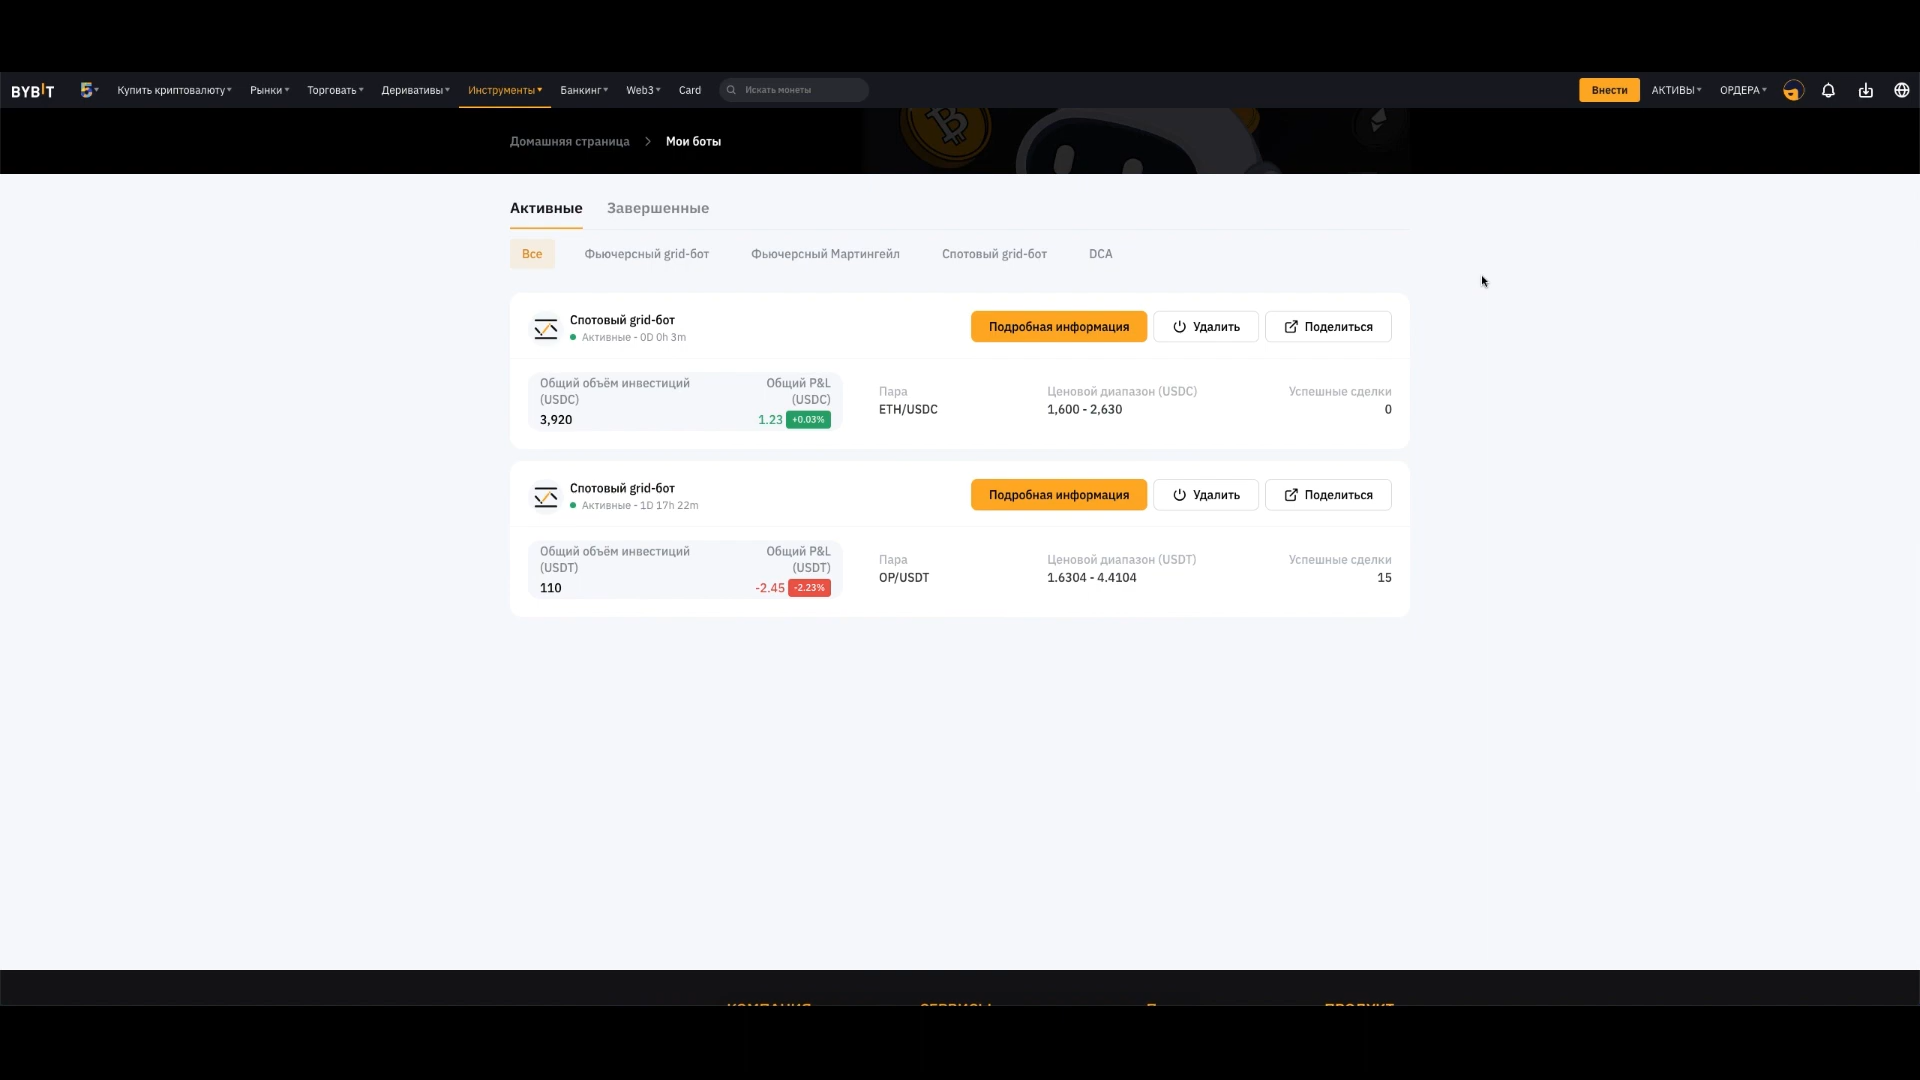 BYBIT
Купить криптовалюту Рынки Торговать Деривативы Инструменты Банкинг Web3 Card Искать монеты Внести АКТИВЫ ОРДЕРА
Домашняя страница > Мои боты
Активные Завершенные
Все Фьючерсный grid-бот Фьючерсный Мартингейл Спотовый grid-бот DCA
Спотовый grid-бот
Активные - 0D 0h 3m
Подробная информация Удалить Поделиться
Общий объём инвестиций (USDC)
3,920
Общий P&L (USDC)
1.23 +0.03%
Пара
ETH/USDC
Ценовой диапазон (USDC)
1,600 - 2,630
Успешные сделки
0
Спотовый grid-бот
Активные - 1D 17h 22m
Подробная информация Удалить Поделиться
Общий объём инвестиций (USDT)
110
Общий P&L (USDT)
-2.45 -2.23%
Пара
OP/USDT
Ценовой диапазон (USDT)
1.6304 - 4.4104
Успешные сделки
15
КОМПАНИЯ СЕРВИСЫ ПРОДУКТ